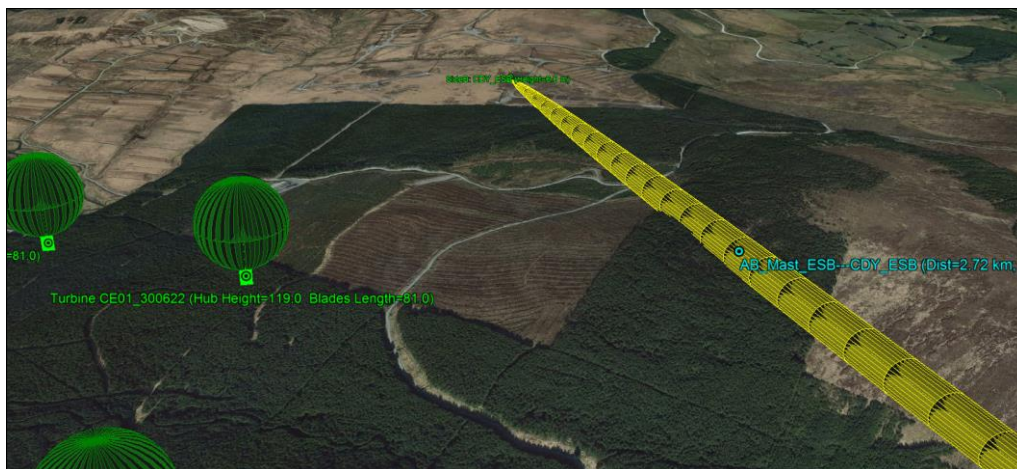 =81.0)
Turbine CE01_300622 (Hub Height=119.0 Blades Length=81.0)
AB_Mast_ESB---CDY_ESB (Dist=2.72 km,